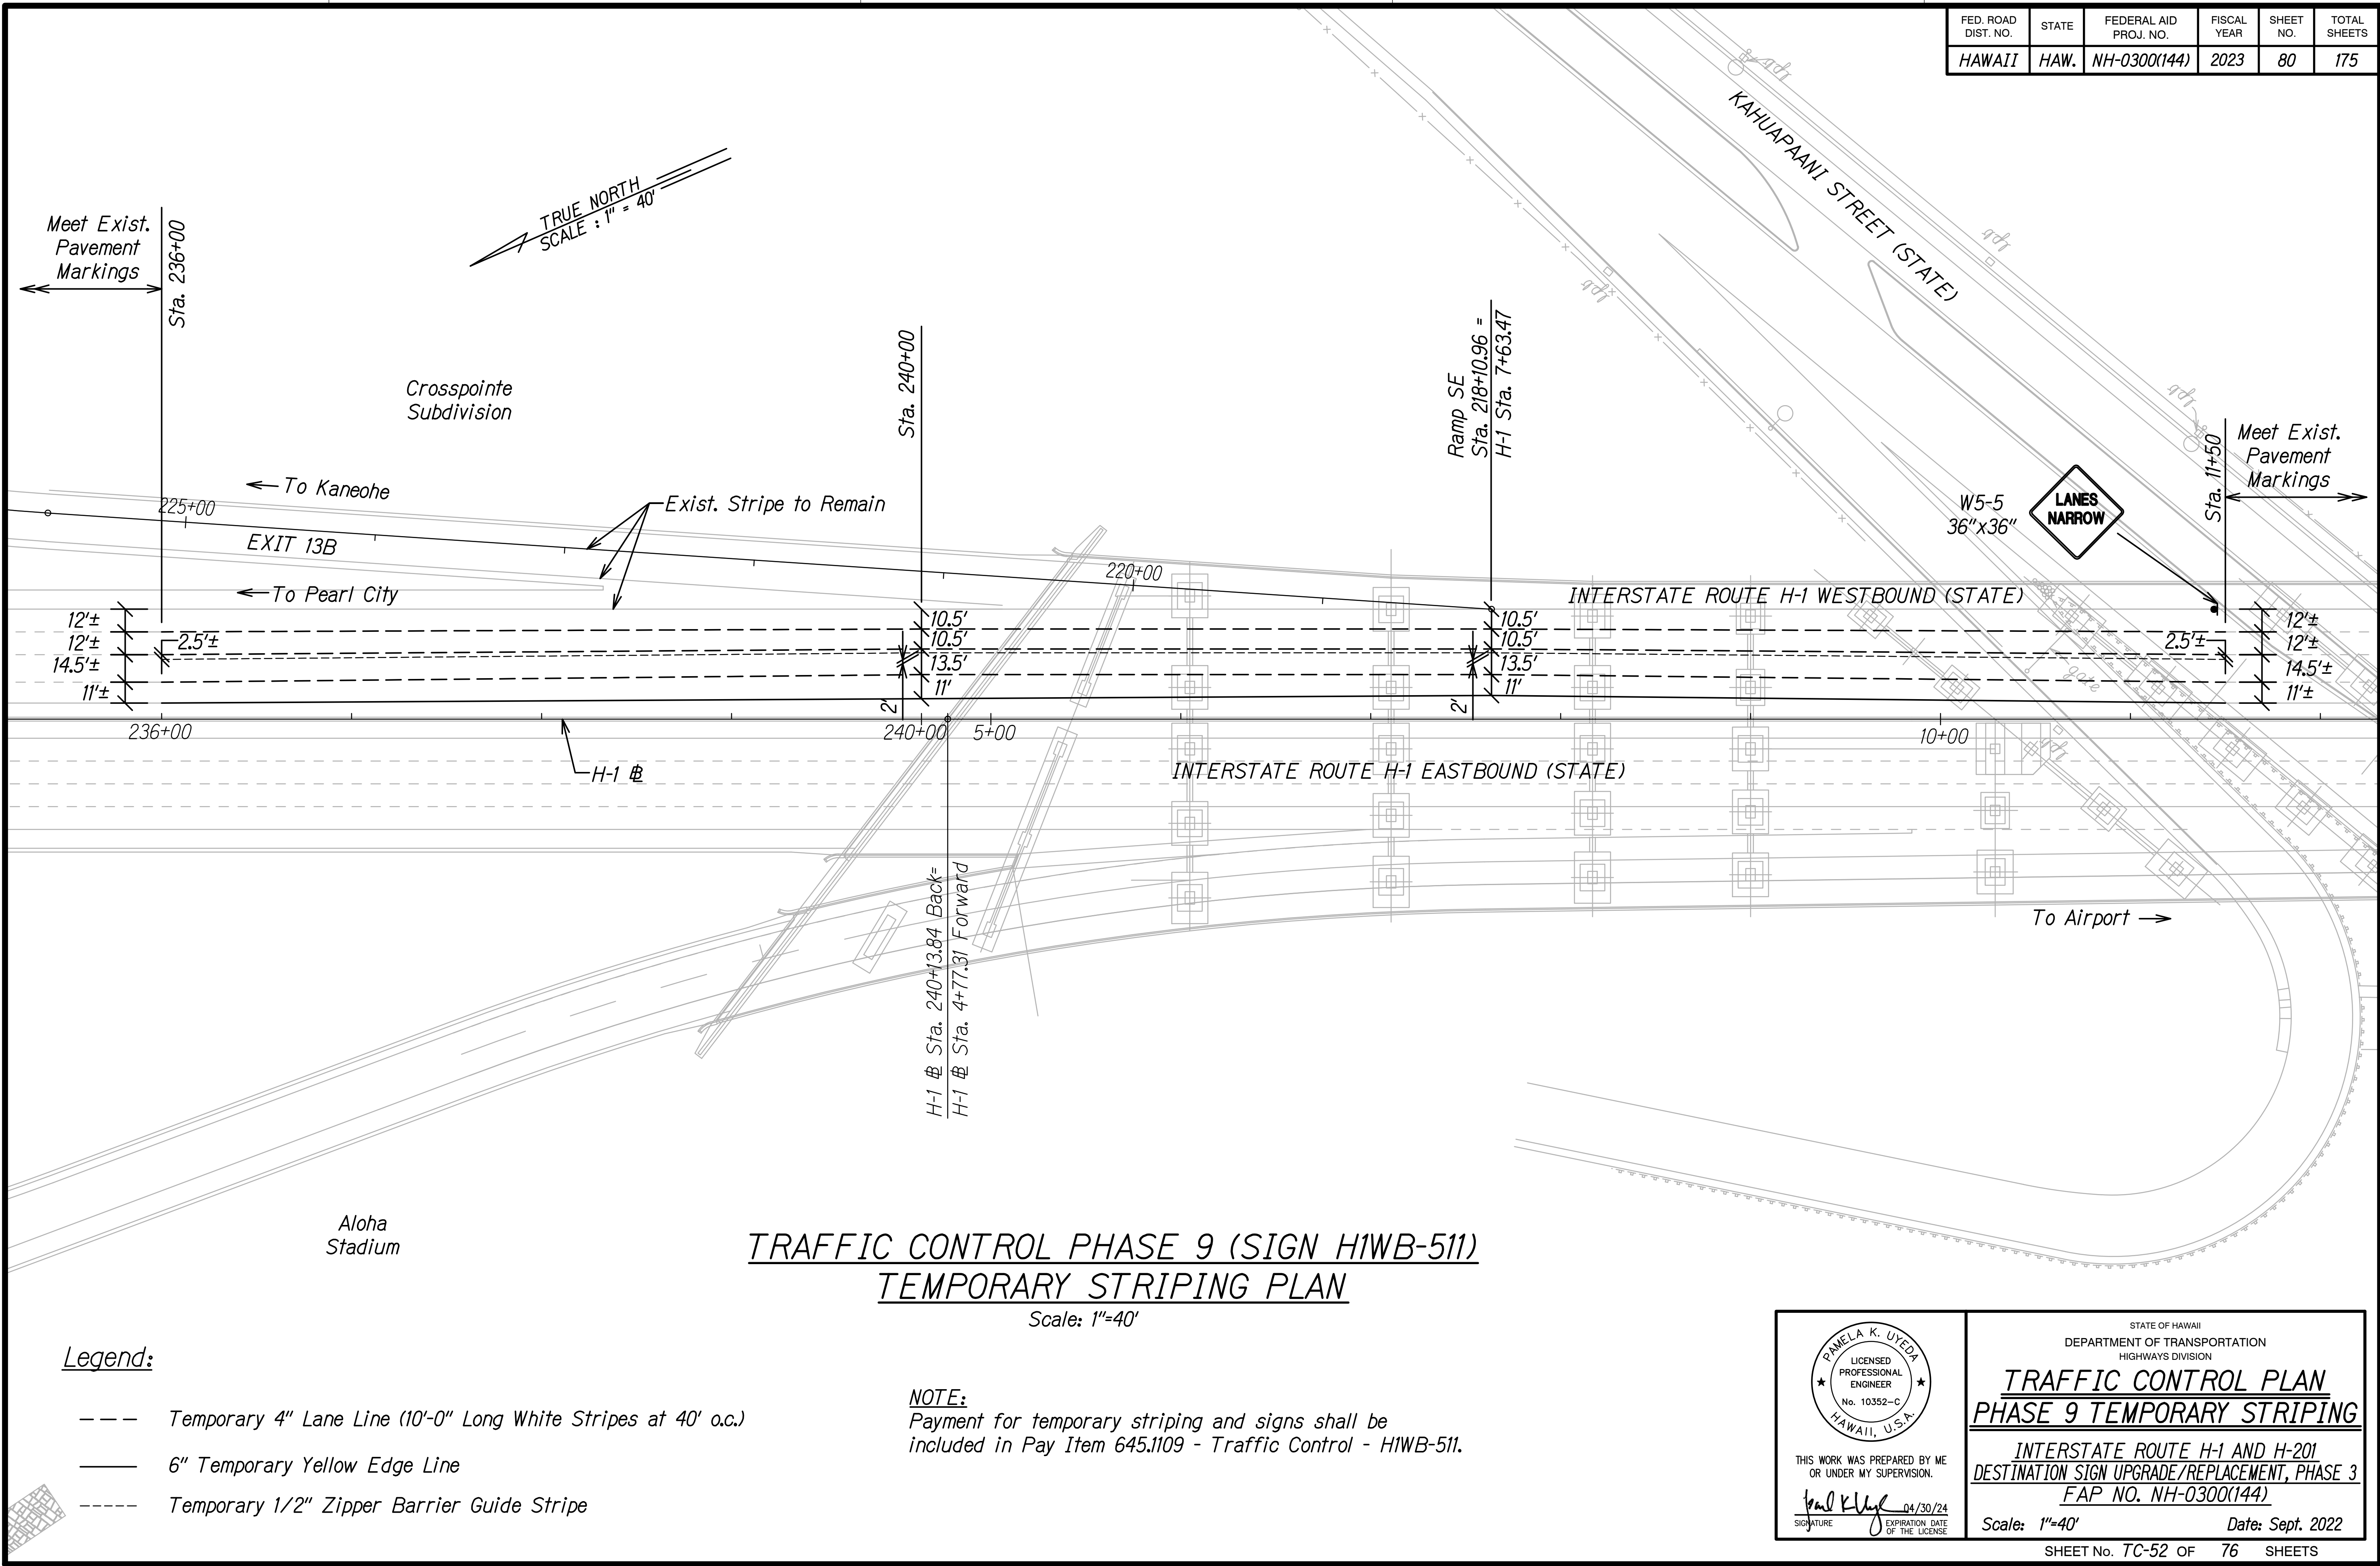 FED. ROAD DIST. NO.
STATE
FEDERAL AID PROJ. NO.
FISCAL YEAR
SHEET NO.
TOTAL SHEETS
HAWAII
HAW.
NH-0300(144)
2023
80
175
KAHUAPAANI STREET (STATE)
TRUE NORTH
SCALE : 1" = 40'
Meet Exist.
Pavement
Markings
Sta. 236+00
Crosspointe
Subdivision
Sta. 240+00
Ramp SE
Sta. 218+10.96 =
H-1 Sta. 7+63.47
Sta. 11+50
Meet Exist.
Pavement
Markings
W5-5
36"x36"
LANES
NARROW
To Kaneohe
225+00
Exist. Stripe to Remain
EXIT 13B
To Pearl City
220+00
INTERSTATE ROUTE H-1 WESTBOUND (STATE)
12'±
12'±
14.5'±
11'±
2.5'±
10.5'
10.5'
13.5'
11'
2'
10.5'
10.5'
13.5'
11'
2'
2.5'±
12'±
12'±
14.5'±
11'±
gate
236+00
240+00
5+00
10+00
H-1 ℄
INTERSTATE ROUTE H-1 EASTBOUND (STATE)
H-1 ℄ Sta. 240+13.84 Back=
H-1 ℄ Sta. 4+77.31 Forward
To Airport
Aloha
Stadium
TRAFFIC CONTROL PHASE 9 (SIGN H1WB-511)
TEMPORARY STRIPING PLAN
Scale: 1"=40'
Legend:
Temporary 4" Lane Line (10'-0" Long White Stripes at 40' o.c.)
6" Temporary Yellow Edge Line
Temporary 1/2" Zipper Barrier Guide Stripe
NOTE:
Payment for temporary striping and signs shall be
included in Pay Item 645.1109 - Traffic Control - H1WB-511.
PAMELA K. UYEDA
LICENSED
PROFESSIONAL
ENGINEER
No. 10352-C
HAWAII, U.S.A.
THIS WORK WAS PREPARED BY ME
OR UNDER MY SUPERVISION.
04/30/24
SIGNATURE
EXPIRATION DATE
OF THE LICENSE
STATE OF HAWAII
DEPARTMENT OF TRANSPORTATION
HIGHWAYS DIVISION
TRAFFIC CONTROL PLAN
PHASE 9 TEMPORARY STRIPING
INTERSTATE ROUTE H-1 AND H-201
DESTINATION SIGN UPGRADE/REPLACEMENT, PHASE 3
FAP NO. NH-0300(144)
Scale: 1"=40'
Date: Sept. 2022
SHEET No. TC-52 OF 76 SHEETS